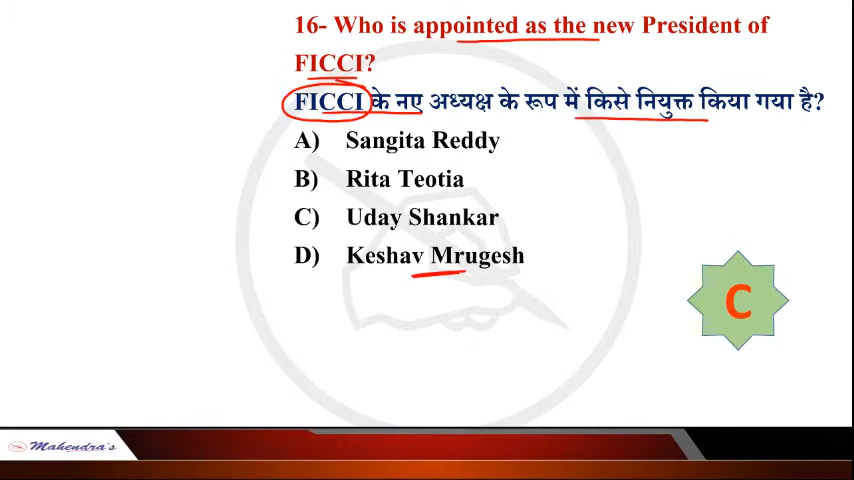 16- Who is appointed as the new President of
FICCI?
FICCI के नए अध्यक्ष के रूप में किसे नियुक्त किया गया है?
A) Sangita Reddy
B) Rita Teotia
C) Uday Shankar
D) Keshav Mrugesh
C
Mahendra's